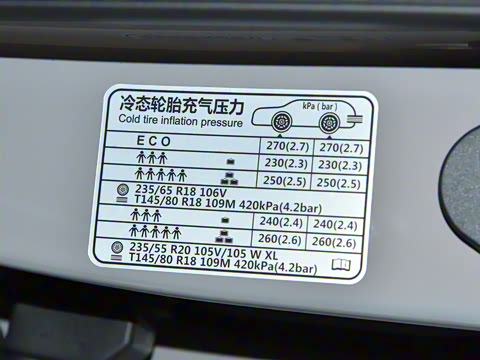 冷态轮胎充气压力
Cold tire inflation pressure
kPa ( bar )
ECO 270(2.7) 270(2.7)
230(2.3) 230(2.3)
250(2.5) 250(2.5)
235/65 R18 106V
T145/80 R18 109M 420kPa(4.2bar)
240(2.4) 240(2.4)
260(2.6) 260(2.6)
235/55 R20 105V/105 W XL
T145/80 R18 109M 420kPa(4.2bar)